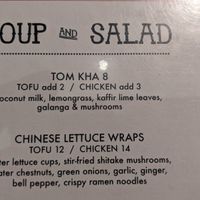 OUP AND SALAD
TOM KHA 8
TOFU add 2 / CHICKEN add 3
oconut milk, lemongrass, kaffir lime leaves,
galanga & mushrooms
CHINESE LETTUCE WRAPS
TOFU 12 / CHICKEN 14
ter lettuce cups, stir-fried shitake mushrooms,
ater chestnuts, green onions, garlic, ginger,
bell pepper, crispy ramen noodles